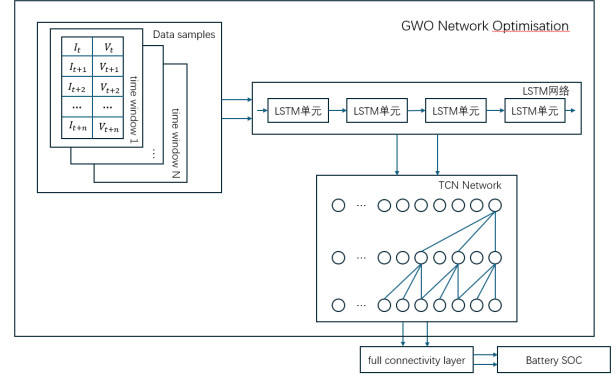 GWO Network Optimisation
Data samples
I_t V_t
I_{t+1} V_{t+1}
I_{t+2} V_{t+2}
... ...
I_{t+n} V_{t+n}
time window 1
...
time window N
LSTM网络
LSTM单元 LSTM单元 LSTM单元 LSTM单元
TCN Network
...
...
...
full connectivity layer
Battery SOC